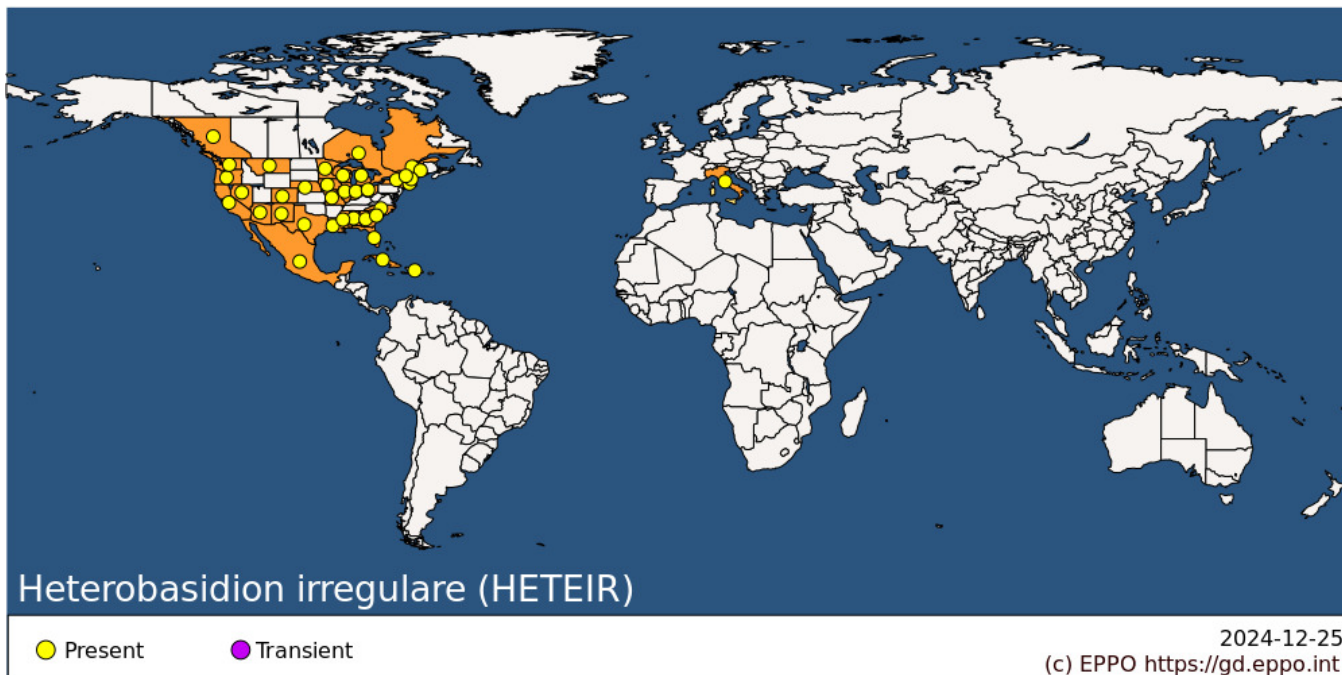 Heterobasidion irregulare (HETEIR)
Present
Transient
2024-12-25
(c) EPPO https://gd.eppo.int